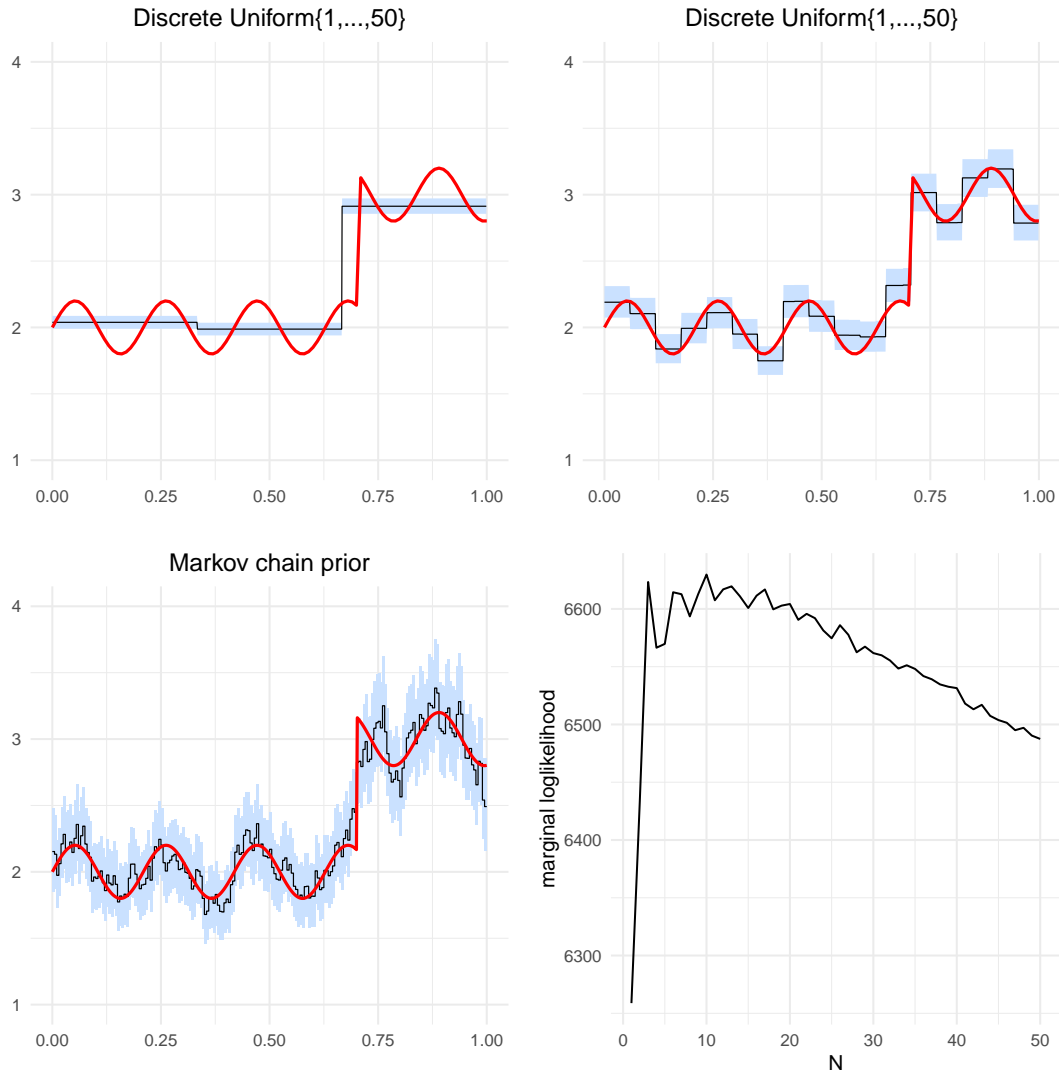 Discrete Uniform{1,...,50}
4
3
2
1
0.00 0.25 0.50 0.75 1.00
Discrete Uniform{1,...,50}
4
3
2
1
0.00 0.25 0.50 0.75 1.00
Markov chain prior
4
3
2
1
0.00 0.25 0.50 0.75 1.00
marginal loglikelihood
6600
6500
6400
6300
0 10 20 30 40 50
N